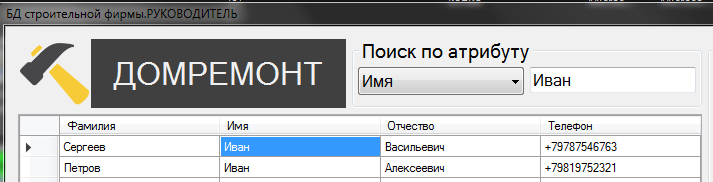 БД строительной фирмы.РУКОВОДИТЕЛЬ
ДОМРЕМОНТ
Поиск по атрибуту
Имя Иван
Фамилия Имя Отчество Телефон
Сергеев Иван Васильевич +79787546763
Петров Иван Алексеевич +79819752321